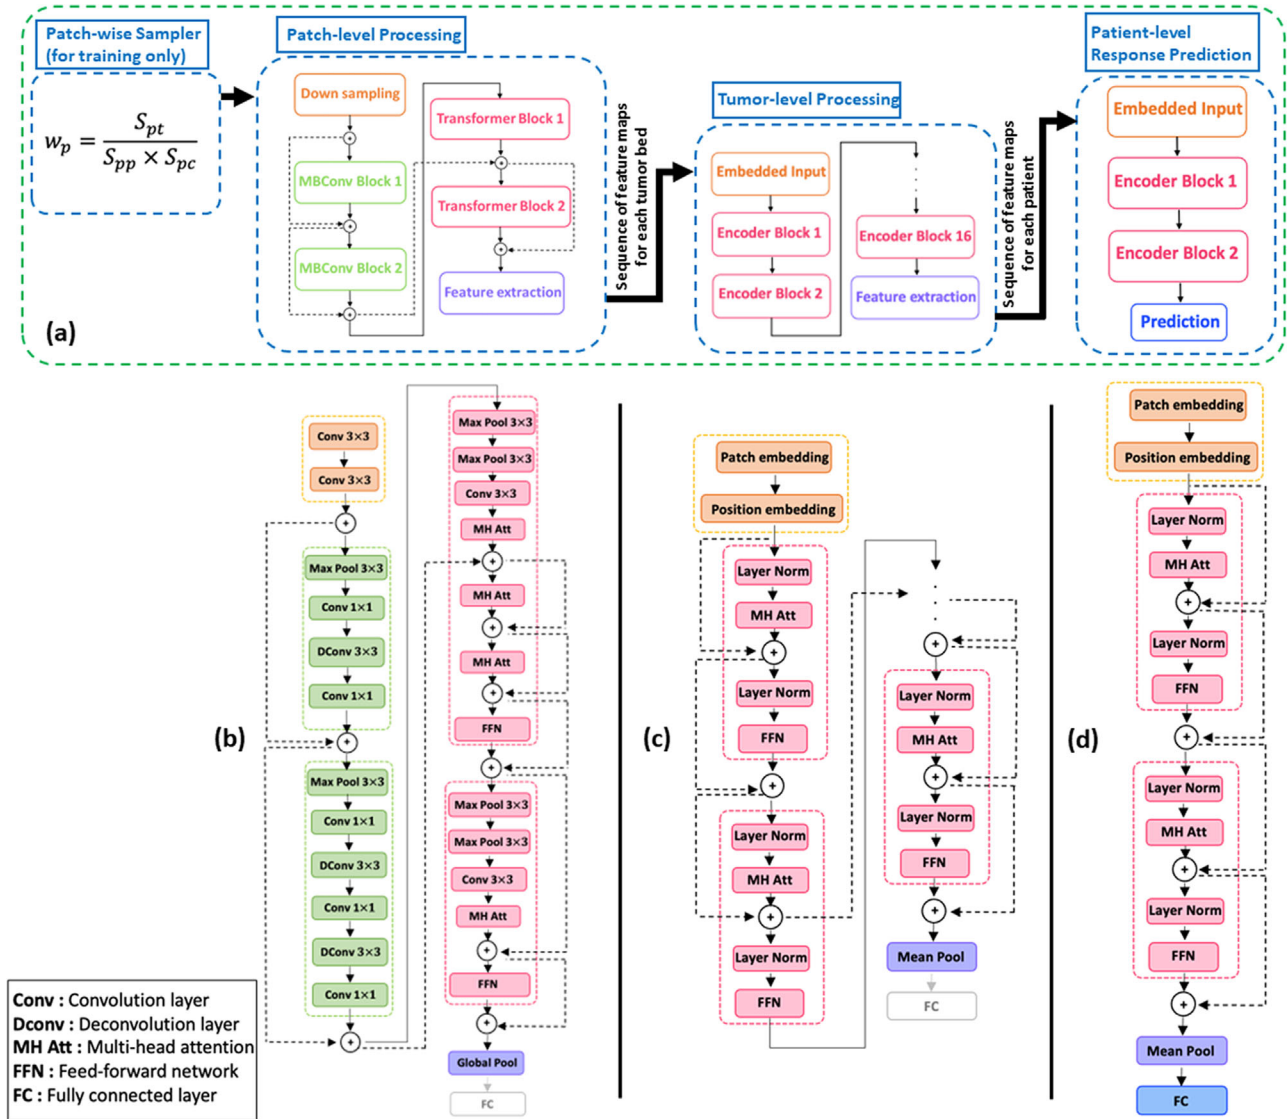 Patch-wise Sampler
(for training only)
w_p = S_pt / (S_pp × S_pc)
Patch-level Processing
Down sampling
MBConv Block 1
MBConv Block 2
Transformer Block 1
Transformer Block 2
Feature extraction
Sequence of feature maps
for each tumor bed
Tumor-level Processing
Embedded Input
Encoder Block 1
Encoder Block 2
Encoder Block 16
Feature extraction
Sequence of feature maps
for each patient
Patient-level
Response Prediction
Embedded Input
Encoder Block 1
Encoder Block 2
Prediction
(a)
Conv 3×3
Conv 3×3
+
Max Pool 3×3
Conv 1×1
DConv 3×3
Conv 1×1
+
Max Pool 3×3
Conv 1×1
DConv 3×3
Conv 1×1
DConv 3×3
Conv 1×1
+
Max Pool 3×3
Max Pool 3×3
Conv 3×3
MH Att
+
MH Att
+
MH Att
+
FFN
+
Max Pool 3×3
Max Pool 3×3
Conv 3×3
MH Att
+
FFN
+
Global Pool
FC
(b)
Patch embedding
Position embedding
Layer Norm
MH Att
+
Layer Norm
FFN
+
Layer Norm
MH Att
+
Layer Norm
FFN
+
Layer Norm
MH Att
+
Layer Norm
FFN
+
Mean Pool
FC
(c)
Patch embedding
Position embedding
Layer Norm
MH Att
+
Layer Norm
FFN
+
Layer Norm
MH Att
+
Layer Norm
FFN
+
Mean Pool
FC
(d)
Conv : Convolution layer
Dconv : Deconvolution layer
MH Att : Multi-head attention
FFN : Feed-forward network
FC : Fully connected layer